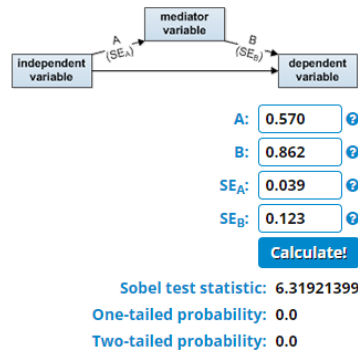 mediator
variable
A
(SEA)
B
(SEB)
independent
variable
dependent
variable
A: 0.570 ?
B: 0.862 ?
SEA: 0.039 ?
SEB: 0.123 ?
Calculate!
Sobel test statistic: 6.31921399
One-tailed probability: 0.0
Two-tailed probability: 0.0